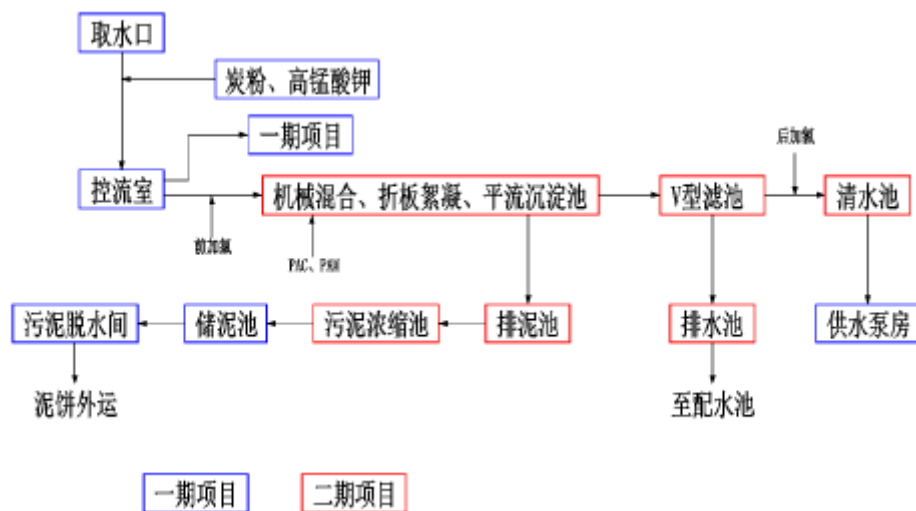 取水口
炭粉、高锰酸钾
一期项目
后加氯
控流室
机械混合、折板絮凝、平流沉淀池
V型滤池
清水池
前加氯
PAC、PAM
污泥脱水间
储泥池
污泥浓缩池
排泥池
排水池
供水泵房
泥饼外运
至配水池
一期项目
二期项目